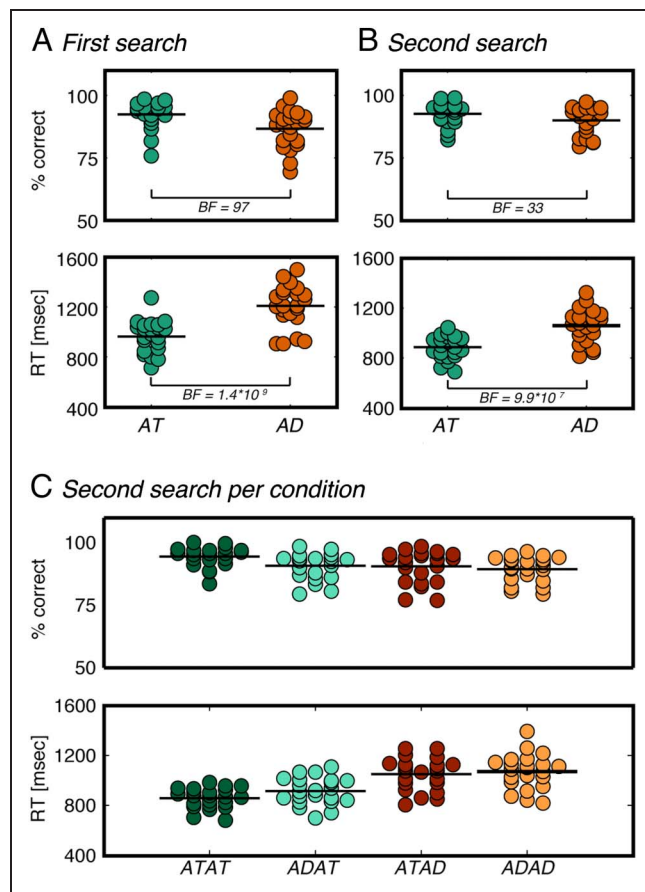 A First search
B Second search
% correct
100
75
50
BF = 97
100
75
50
BF = 33
RT [msec]
1600
1200
800
400
BF = 1.4*10 9
AT
AD
1600
1200
800
400
BF = 9.9*10 7
AT
AD
C Second search per condition
% correct
100
75
50
RT [msec]
1600
1200
800
400
ATAT
ADAT
ATAD
ADAD